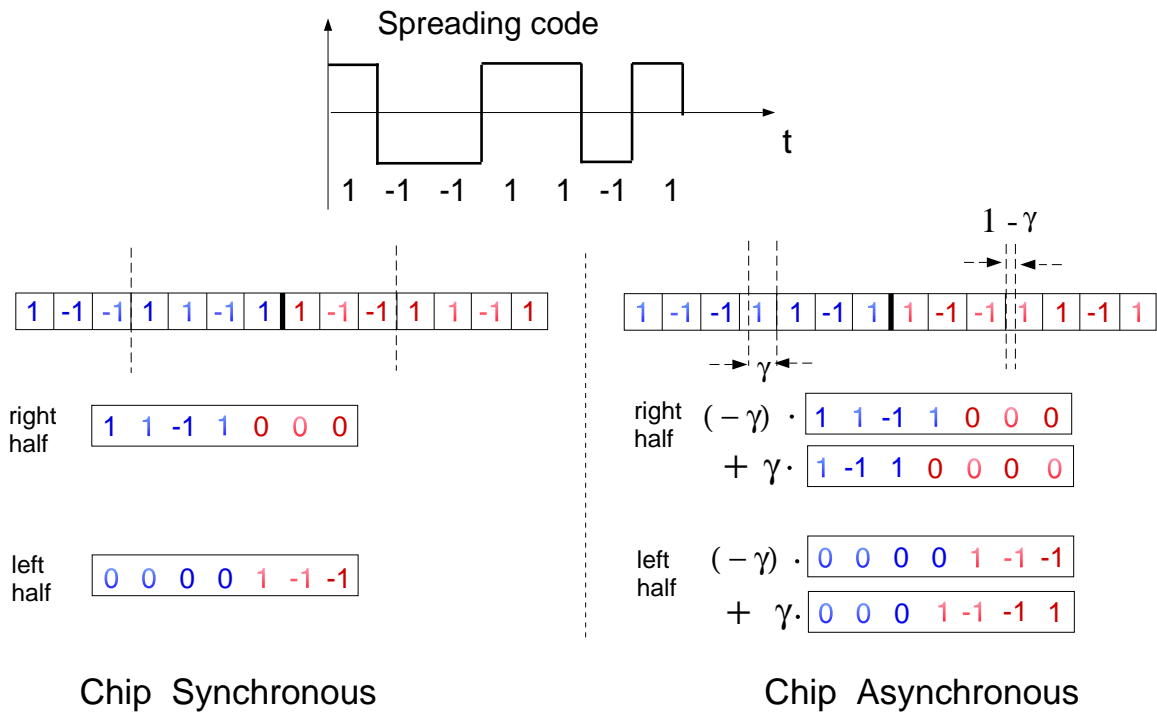 Spreading code
t
1 -1 -1 1 1 -1 1
1 -1 -1 1 1 -1 1 1 -1 -1 1 1 -1 1
right
half
1 1 -1 1 0 0 0
left
half
0 0 0 0 1 -1 -1
Chip Synchronous
1 - γ
1 -1 -1 1 1 -1 1 1 -1 -1 1 1 -1 1
γ
right
half
(-γ) · 1 1 -1 1 0 0 0
+ γ· 1 -1 1 0 0 0 0
left
half
(-γ) · 0 0 0 0 1 -1 -1
+ γ· 0 0 0 1 -1 -1 1
Chip Asynchronous